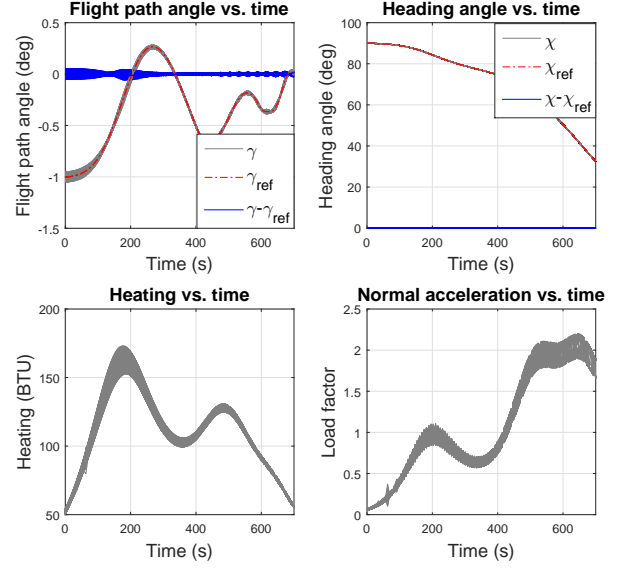 Flight path angle vs. time
Flight path angle (deg)
0.5
0
-0.5
-1
-1.5
0 200 400 600
Time (s)
γ
γref
γ-γref
Heading angle vs. time
Heading angle (deg)
100
80
60
40
20
0
0 200 400 600
Time (s)
χ
χref
χ-χref
Heating vs. time
Heating (BTU)
200
150
100
50
0 200 400 600
Time (s)
Normal acceleration vs. time
Load factor
2.5
2
1.5
1
0.5
0
0 200 400 600
Time (s)